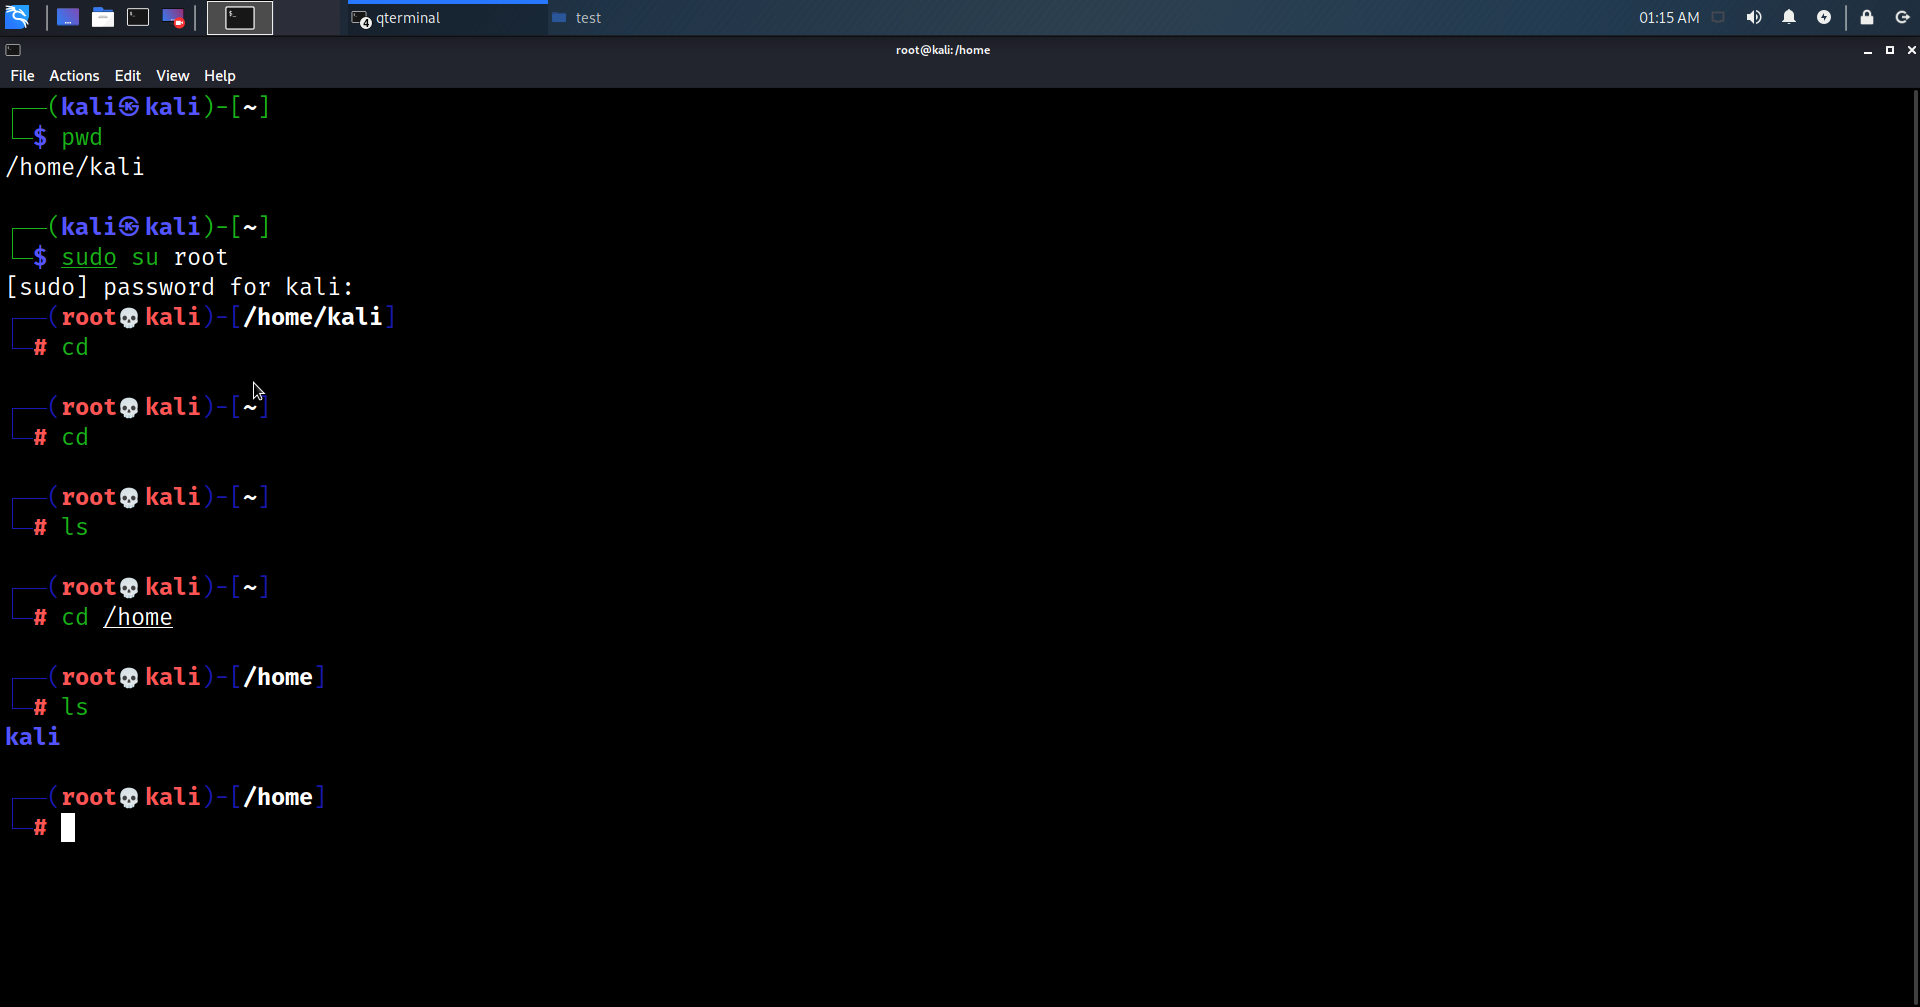 qterminal
4
test
01:15 AM
root@kali: /home
File Actions Edit View Help
┌──(kali㉿kali)-[~]
└─$ pwd
/home/kali
┌──(kali㉿kali)-[~]
└─$ sudo su root
[sudo] password for kali:
┌──(root💀kali)-[/home/kali]
└─# cd
┌──(root💀kali)-[~]
└─# cd
┌──(root💀kali)-[~]
└─# ls
┌──(root💀kali)-[~]
└─# cd /home
┌──(root💀kali)-[/home]
└─# ls
kali
┌──(root💀kali)-[/home]
└─#